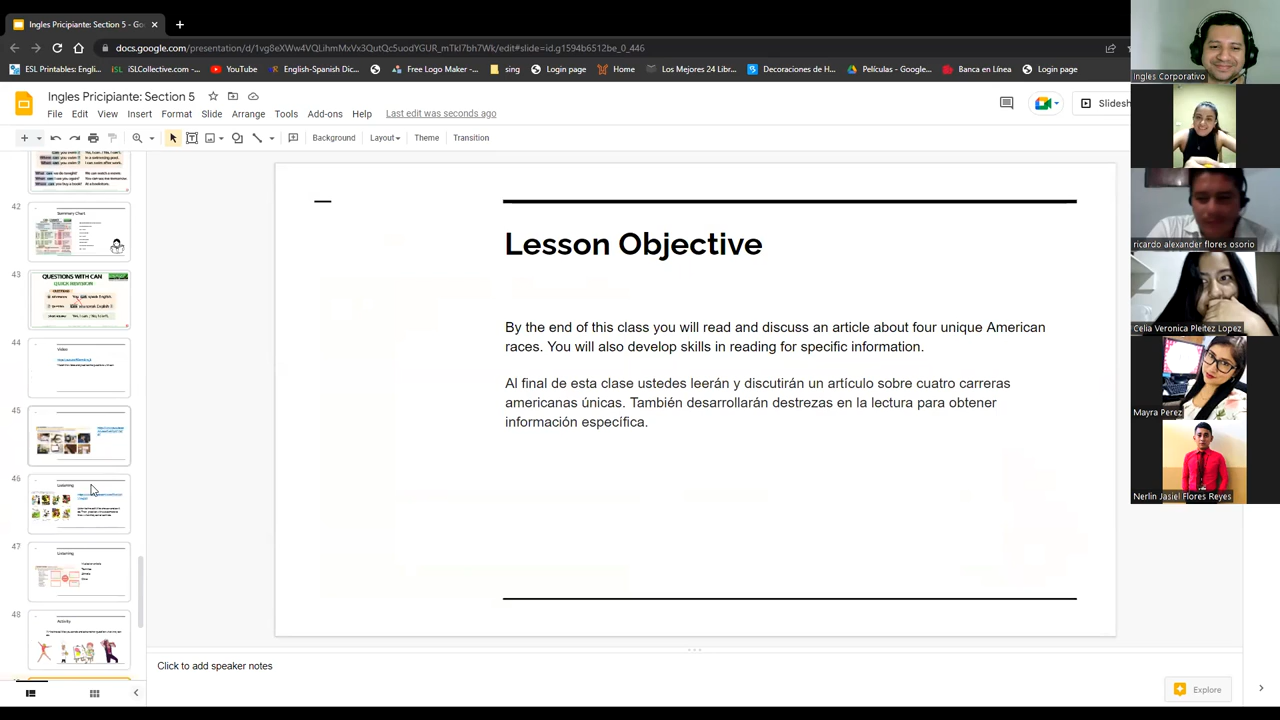 Ingles Pricipiante: Section 5 - Go
docs.google.com/presentation/d/1vg8eXWw4VQLihmMxVx3QutQc5uodYGUR_mTkI7bh7Wk/edit#slide=id.g1594b6512be_0_446
ESL Printables: Engli... iSLCollective.com -... YouTube English-Spanish Dic... Free Logo Maker -... sing Login page Home Los Mejores 24 Libr... Decoraciones de H... Películas - Google... Banca en Línea Login page
Ingles Pricipiante: Section 5
File Edit View Insert Format Slide Arrange Tools Add-ons Help Last edit was seconds ago
Slidesh
Background Layout Theme Transition
42
Summary Chart
43
QUESTIONS WITH CAN
44
Video
45
46
Listening
47
Listening
48
Activity
Lesson Objective
By the end of this class you will read and discuss an article about four unique American
races. You will also develop skills in reading for specific information.
Al final de esta clase ustedes leerán y discutirán un artículo sobre cuatro carreras
americanas únicas. También desarrollarán destrezas en la lectura para obtener
información específica.
Click to add speaker notes
Explore
Ingles Corporativo
ricardo alexander flores osorio
Celia Veronica Pleitez Lopez
Mayra Perez
Nerlin Jasiel Flores Reyes